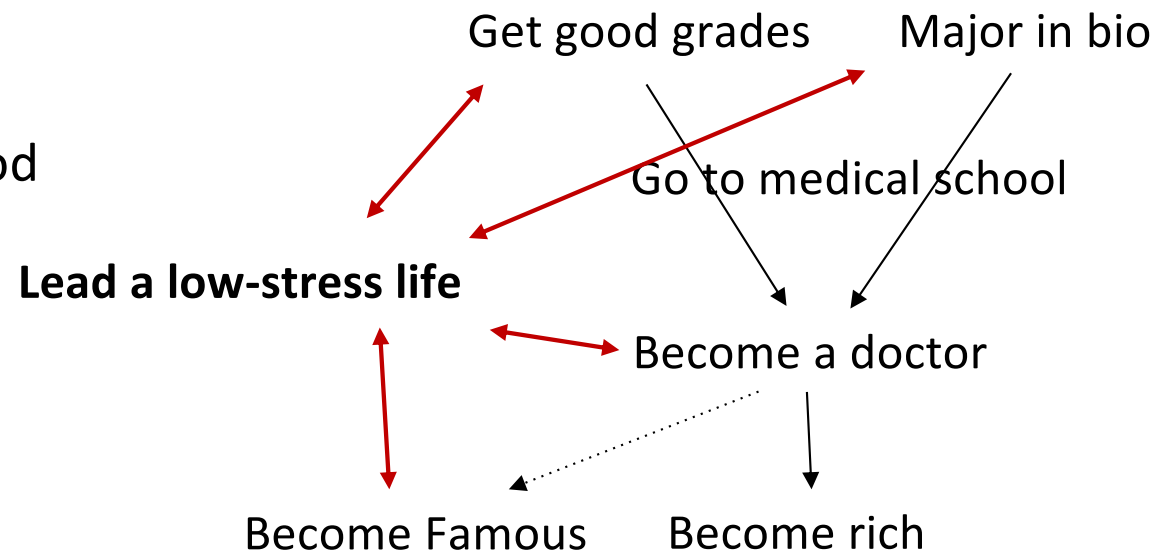 Get good grades
Major in bio
Go to medical school
Lead a low-stress life
Become a doctor
Become Famous
Become rich